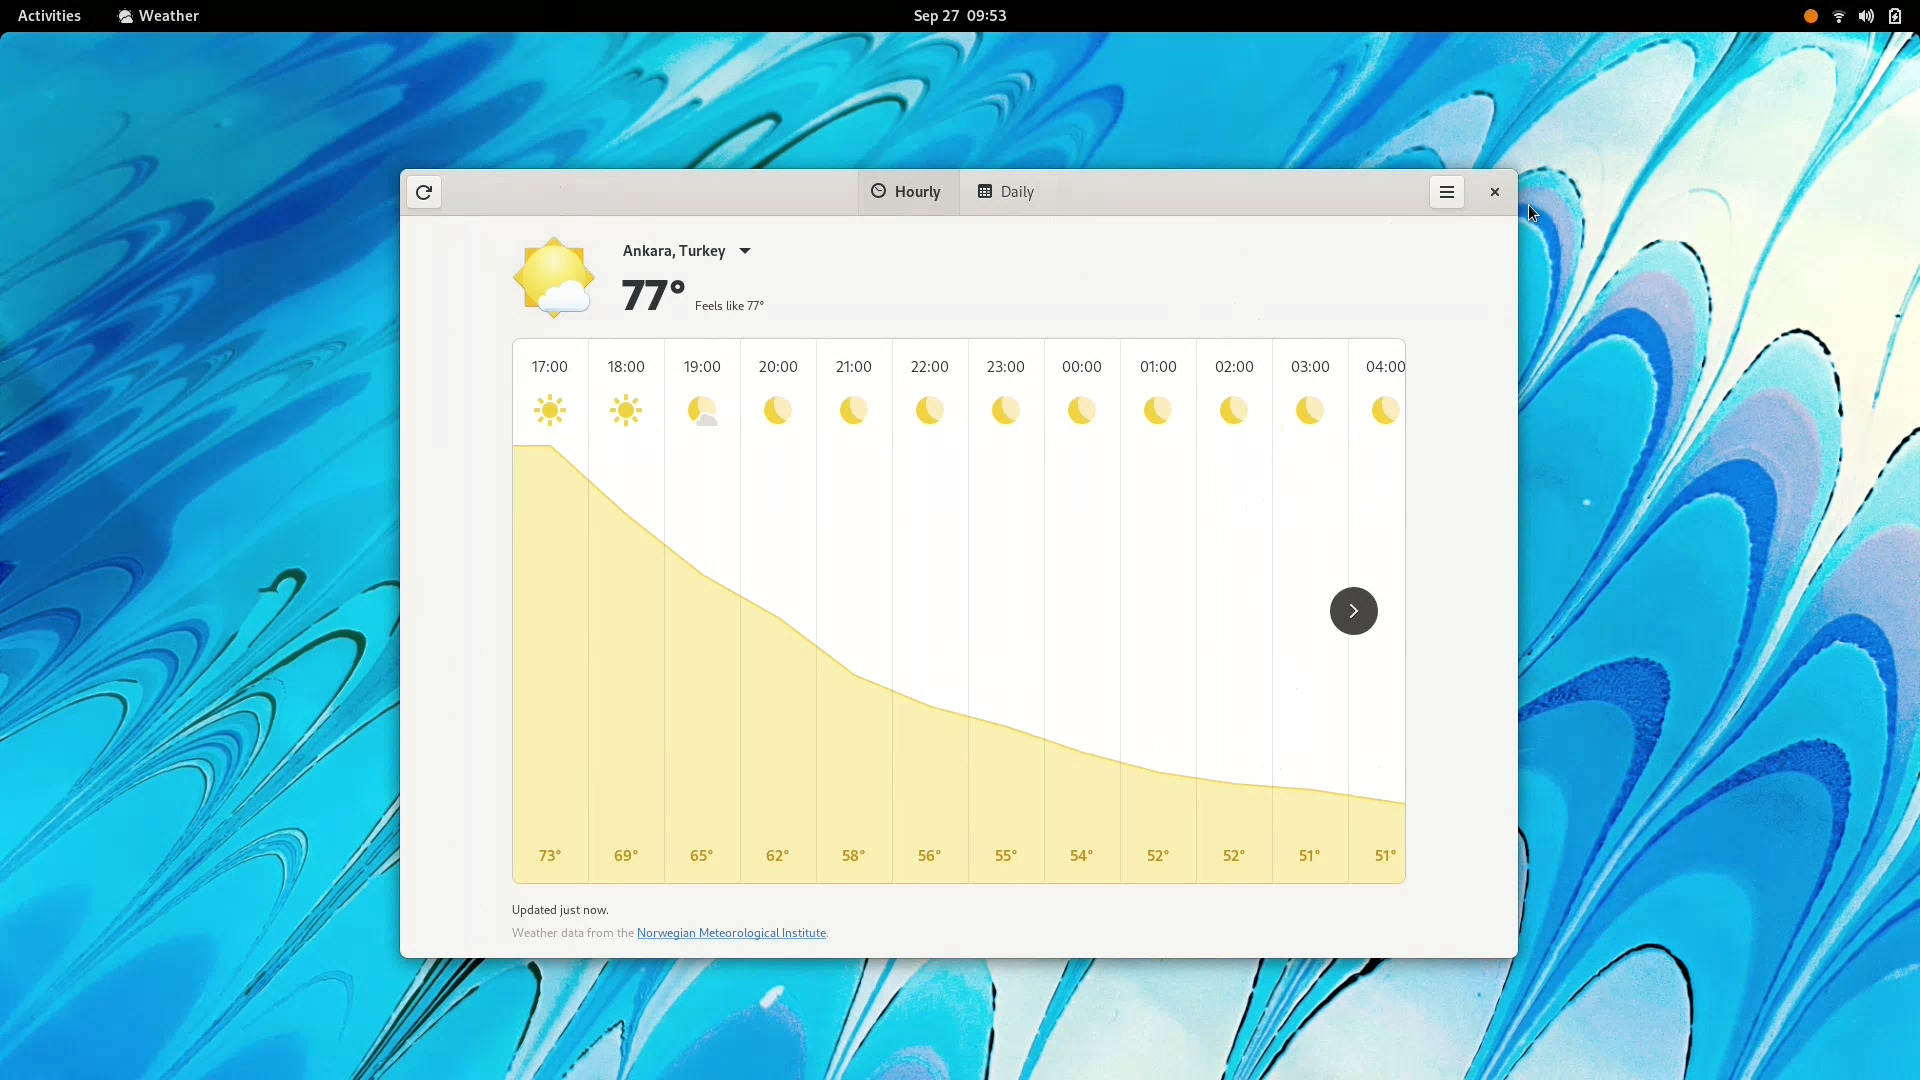 Activities Weather Sep 27 09:53
Hourly Daily
Ankara, Turkey
77°
Feels like 77°
17:00 18:00 19:00 20:00 21:00 22:00 23:00 00:00 01:00 02:00 03:00 04:00
73° 69° 65° 62° 58° 56° 55° 54° 52° 52° 51° 51°
Updated just now.
Weather data from the Norwegian Meteorological Institute.